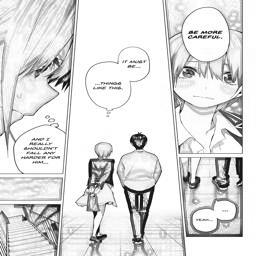 BE MORE
CAREFUL.
IT MUST
BE...
...THINGS
LIKE THIS.
AND I
REALLY
SHOULDN'T
FALL ANY
HARDER FOR
HIM...
...
YEAH...